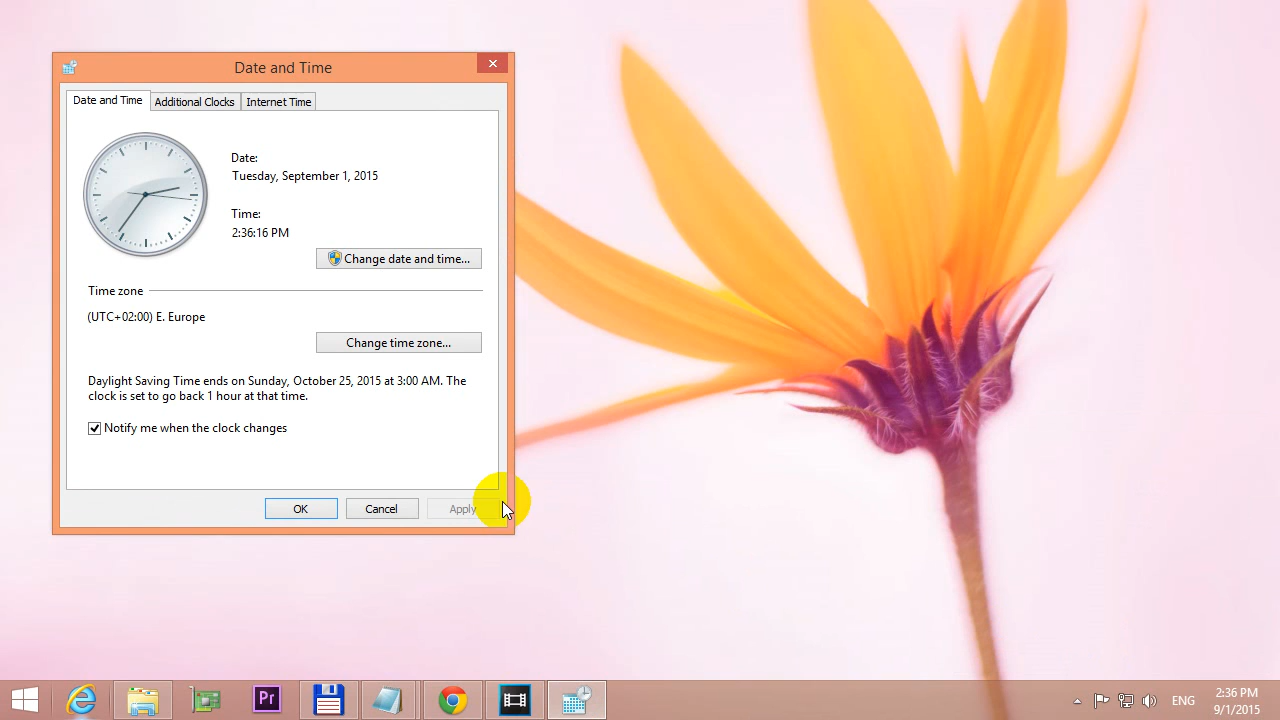 Date and Time
Date and Time
Additional Clocks
Internet Time
Date:
Tuesday, September 1, 2015
Time:
2:36:16 PM
Change date and time...
Time zone
(UTC+02:00) E. Europe
Change time zone...
Daylight Saving Time ends on Sunday, October 25, 2015 at 3:00 AM. The
clock is set to go back 1 hour at that time.
Notify me when the clock changes
OK
Cancel
Apply
Pr
ENG
2:36 PM
9/1/2015